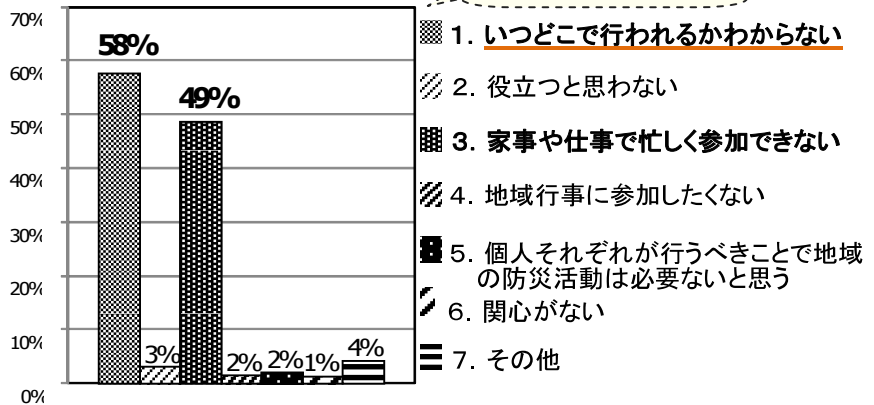 70%
60%
50%
40%
30%
20%
10%
0%
58%
3%
49%
2%
2%
1%
4%
1. いつどこで行われるかわからない
2. 役立つと思わない
3. 家事や仕事で忙しく参加できない
4. 地域行事に参加したくない
5. 個人それぞれが行うべきことで地域
の防災活動は必要ないと思う
6. 関心がない
7. その他